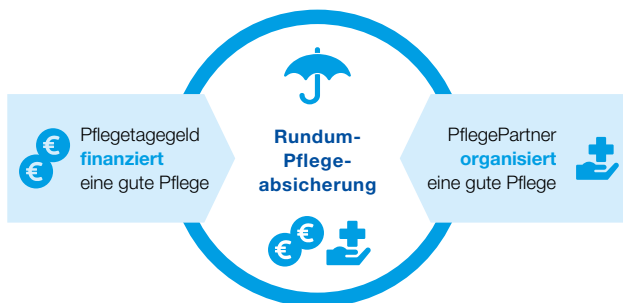 Pflegetagegeld
finanziert
eine gute Pflege
Rundum-
Pflege-
absicherung
PflegePartner
organisiert
eine gute Pflege